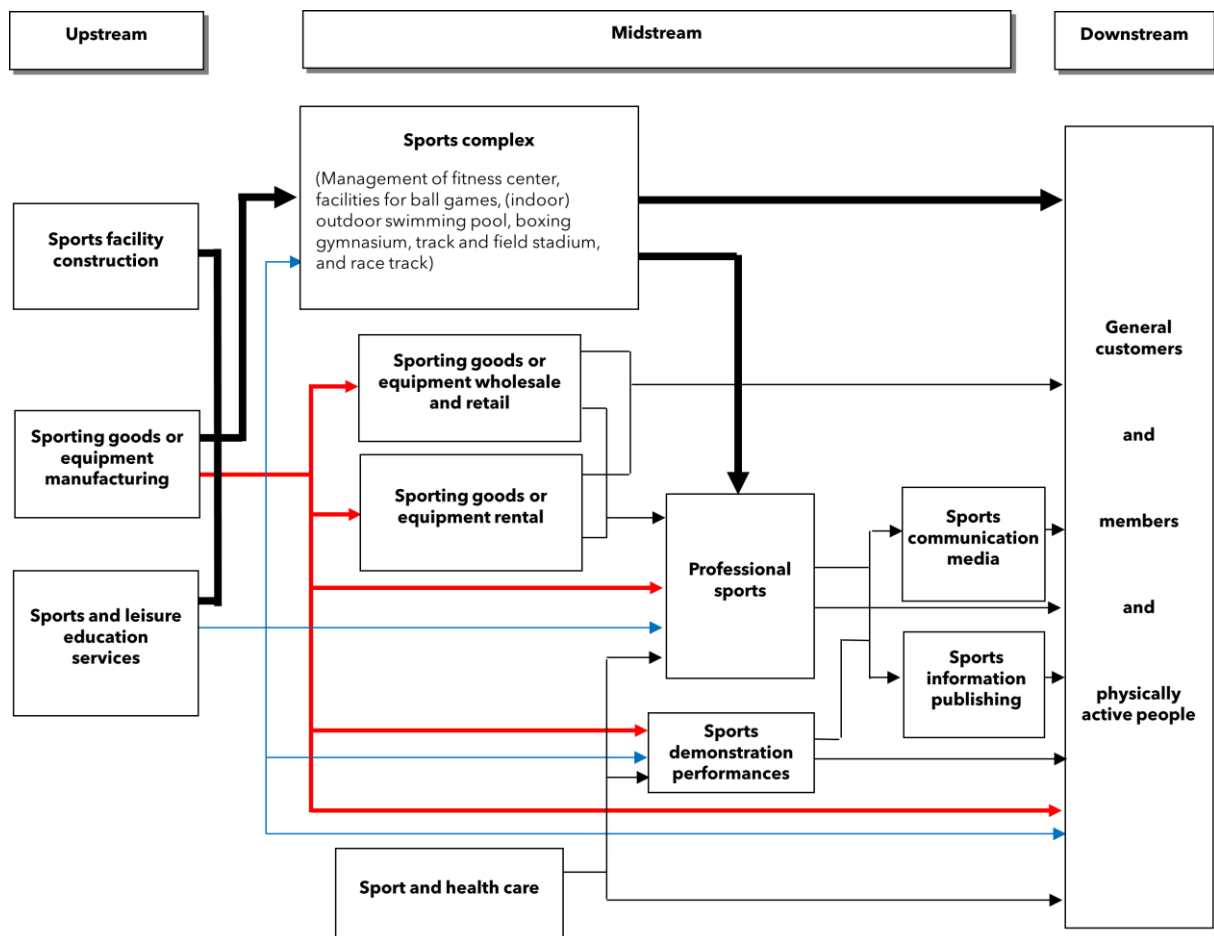 Upstream
Midstream
Downstream
Sports complex
(Management of fitness center,
facilities for ball games, (indoor)
outdoor swimming pool, boxing
gymnasium, track and field stadium,
and race track)
Sports facility
construction
Sporting goods or
equipment
manufacturing
Sports and leisure
education
services
Sporting goods or
equipment wholesale
and retail
Sporting goods or
equipment rental
Professional
sports
Sports
demonstration
performances
Sport and health care
Sports
communication
media
Sports
information
publishing
General
customers
and
members
and
physically
active people